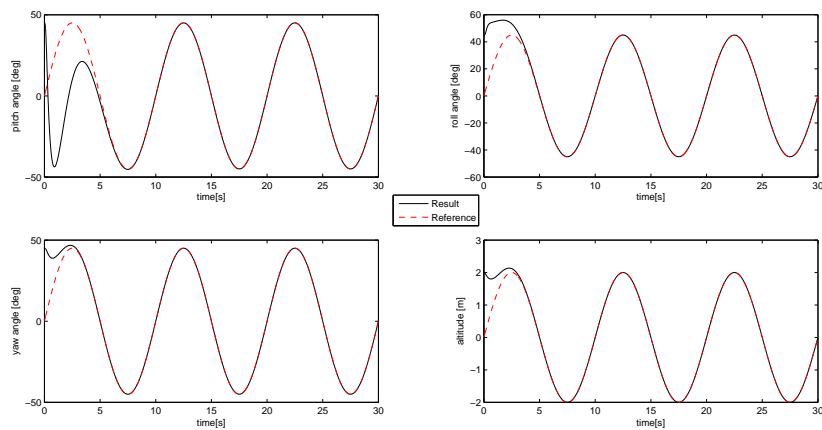 50
0
−50
pitch angle [deg]
0 5 10 15 20 25 30
time[s]
60
40
20
0
−20
−40
−60
roll angle [deg]
0 5 10 15 20 25 30
time[s]
Result
Reference
50
0
−50
yaw angle [deg]
0 5 10 15 20 25 30
time[s]
3
2
1
0
−1
−2
altitude [m]
0 5 10 15 20 25 30
time[s]